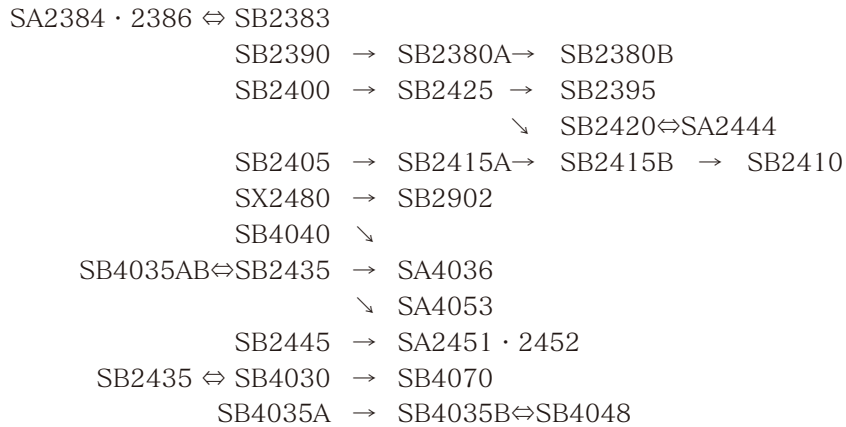 SA2384・2386 ⇔ SB2383
SB2390 → SB2380A→ SB2380B
SB2400 → SB2425 → SB2395
↘ SB2420⇔SA2444
SB2405 → SB2415A→ SB2415B → SB2410
SX2480 → SB2902
SB4040 ↘
SB4035AB⇔SB2435 → SA4036
↘ SA4053
SB2445 → SA2451・2452
SB2435 ⇔ SB4030 → SB4070
SB4035A → SB4035B⇔SB4048